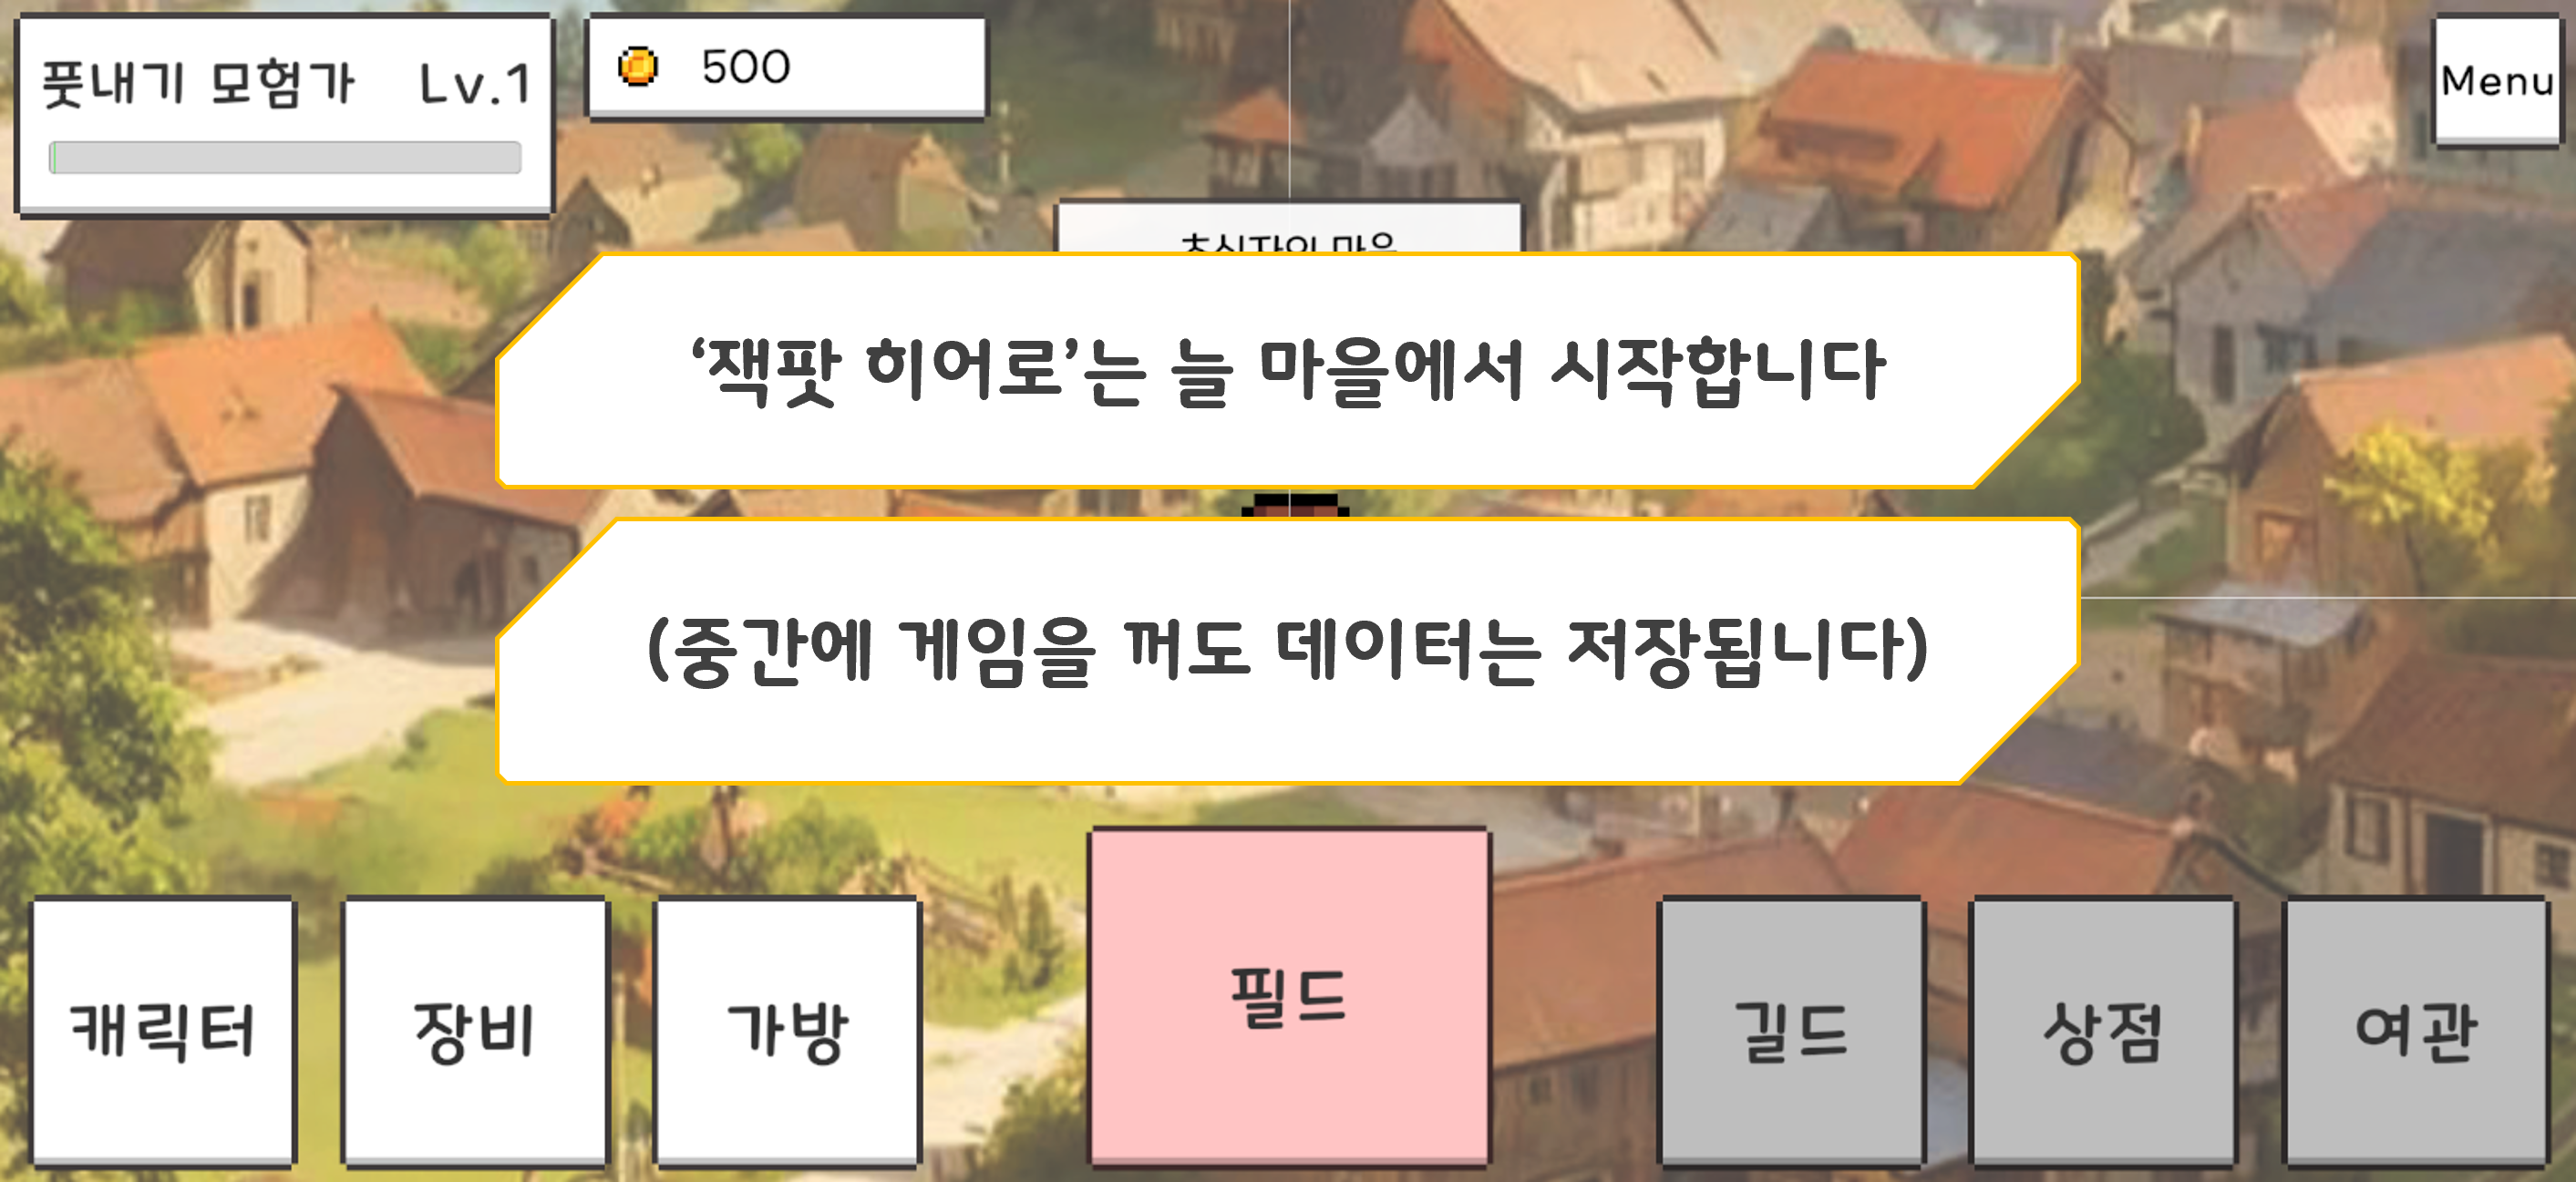 풋내기 모험가 Lv.1
500
Menu
‘잭팟 히어로’는 늘 마을에서 시작합니다
(중간에 게임을 꺼도 데이터는 저장됩니다)
캐릭터
장비
가방
필드
길드
상점
여관